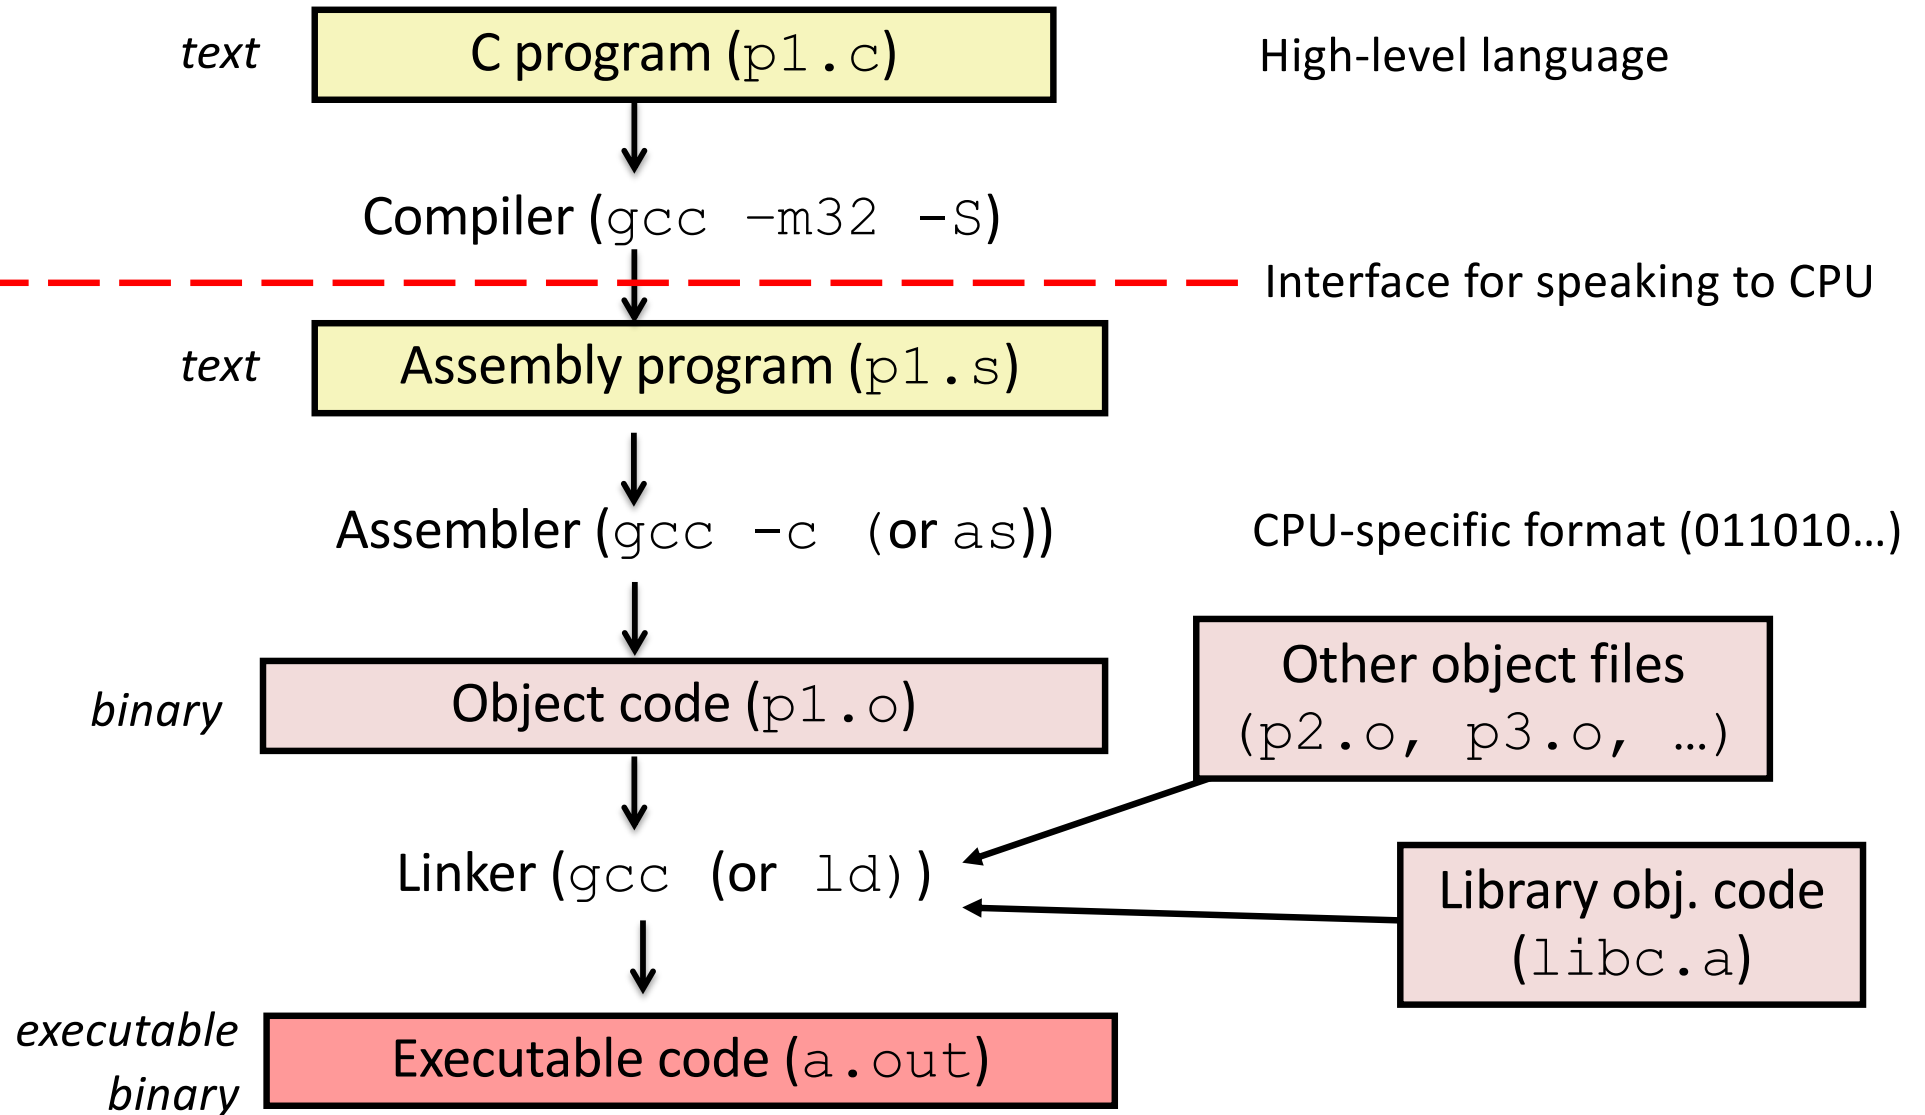 text
C program (p1.c)
High-level language
Compiler (gcc –m32 -S)
Interface for speaking to CPU
text
Assembly program (p1.s)
Assembler (gcc -c (or as))
CPU-specific format (011010…)
Other object files
(p2.o, p3.o, …)
binary
Object code (p1.o)
Linker (gcc (or ld))
Library obj. code
(libc.a)
executable
binary
Executable code (a.out)